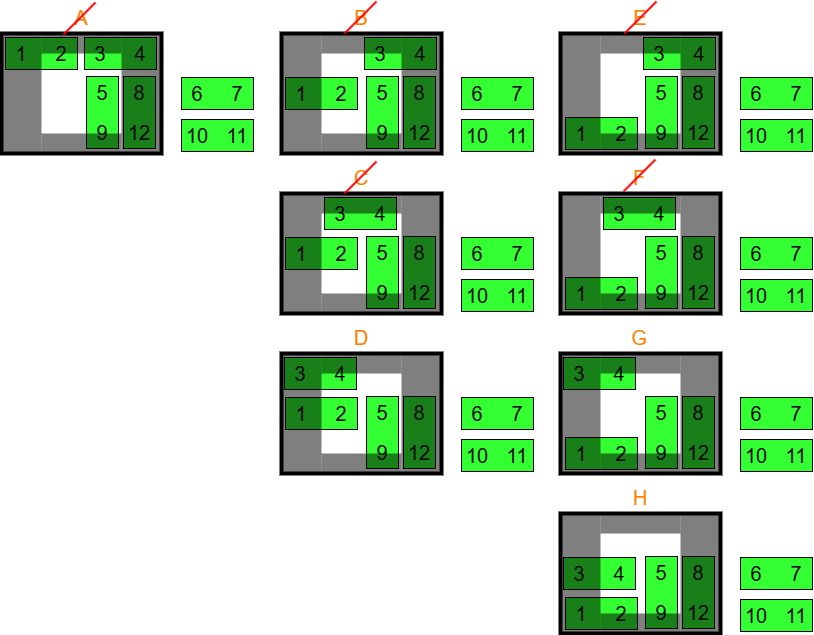 A B E
1 2 3 4 3 4 3 4
5 8 6 7 1 2 5 8 6 7 5 8 6 7
9 12 10 11 9 12 10 11 1 2 9 12 10 11
C F
3 4 3 4
1 2 5 8 6 7 5 8 6 7
9 12 10 11 1 2 9 12 10 11
D G
3 4 3 4
1 2 5 8 6 7 5 8 6 7
9 12 10 11 1 2 9 12 10 11
H
3 4 5 8 6 7
1 2 9 12 10 11